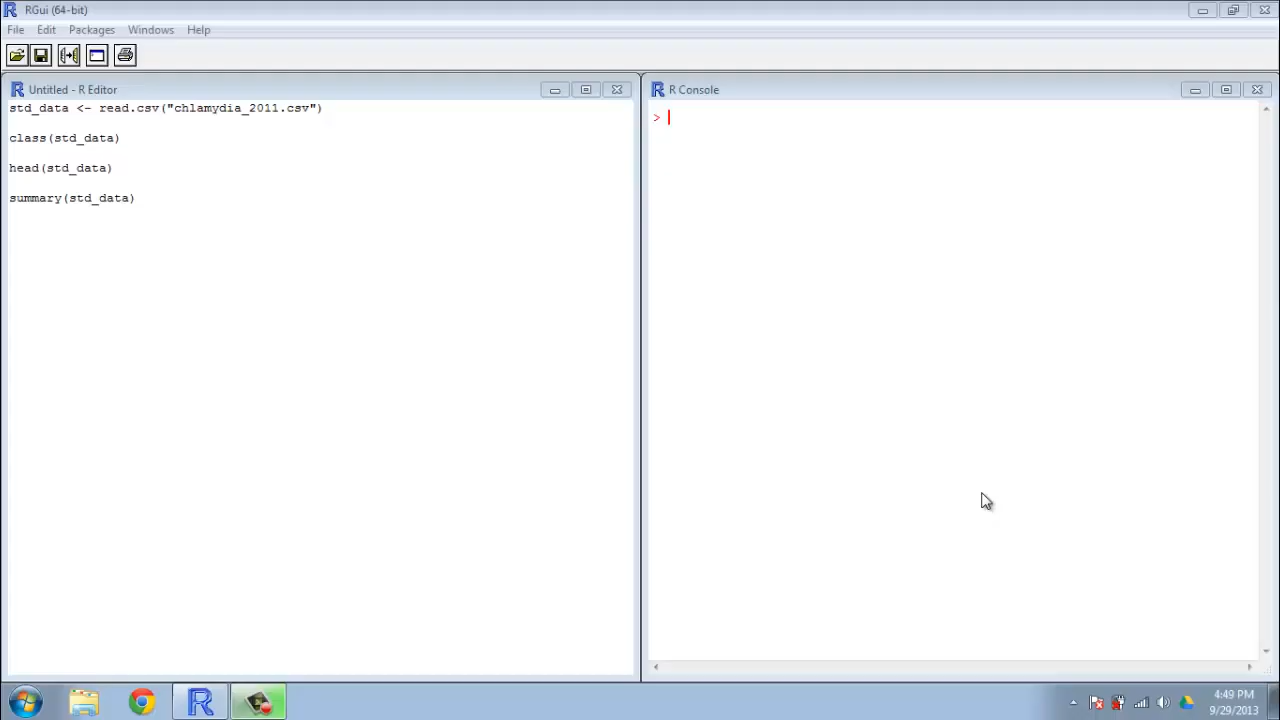 RGui (64-bit)
File Edit Packages Windows Help
Untitled - R Editor
std_data <- read.csv("chlamydia_2011.csv")
class(std_data)
head(std_data)
summary(std_data)
R Console
>
4:49 PM
9/29/2013